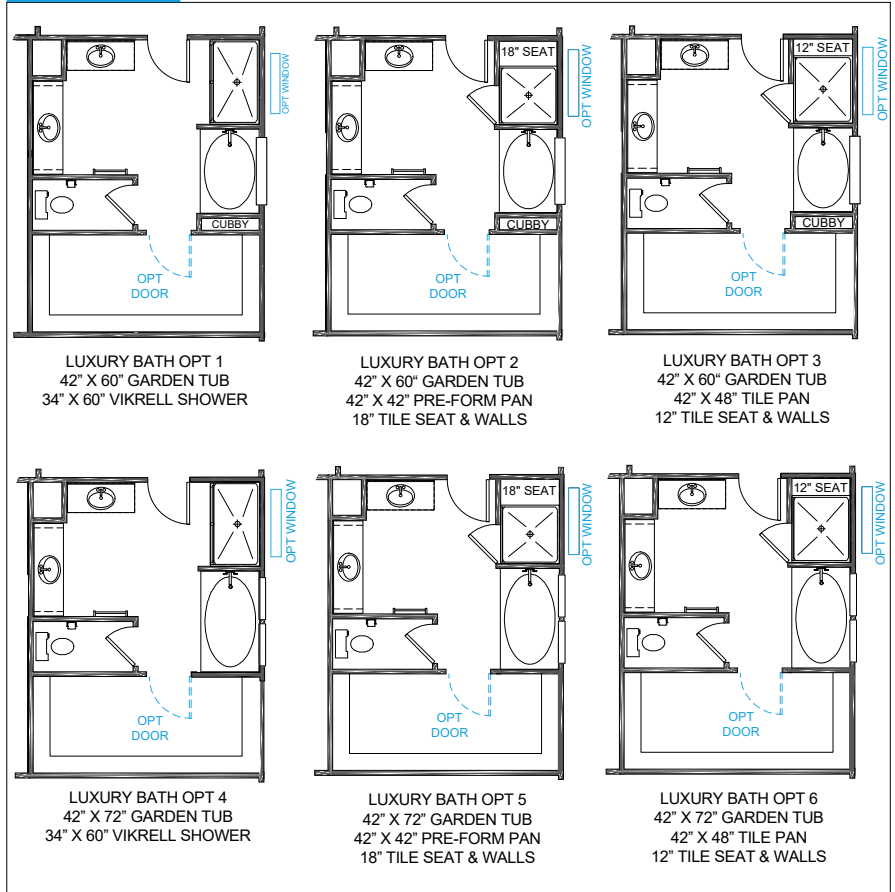 OPT WINDOW
CUBBY
OPT
DOOR
LUXURY BATH OPT 1
42” X 60” GARDEN TUB
34” X 60” VIKRELL SHOWER
18" SEAT
OPT WINDOW
CUBBY
OPT
DOOR
LUXURY BATH OPT 2
42” X 60“ GARDEN TUB
42” X 42” PRE-FORM PAN
18” TILE SEAT & WALLS
12" SEAT
OPT WINDOW
CUBBY
OPT
DOOR
LUXURY BATH OPT 3
42” X 60“ GARDEN TUB
42” X 48” TILE PAN
12” TILE SEAT & WALLS
OPT WINDOW
OPT
DOOR
LUXURY BATH OPT 4
42” X 72” GARDEN TUB
34” X 60” VIKRELL SHOWER
18" SEAT
OPT WINDOW
OPT
DOOR
LUXURY BATH OPT 5
42” X 72” GARDEN TUB
42” X 42” PRE-FORM PAN
18” TILE SEAT & WALLS
12" SEAT
OPT WINDOW
OPT
DOOR
LUXURY BATH OPT 6
42” X 72” GARDEN TUB
42” X 48” TILE PAN
12” TILE SEAT & WALLS